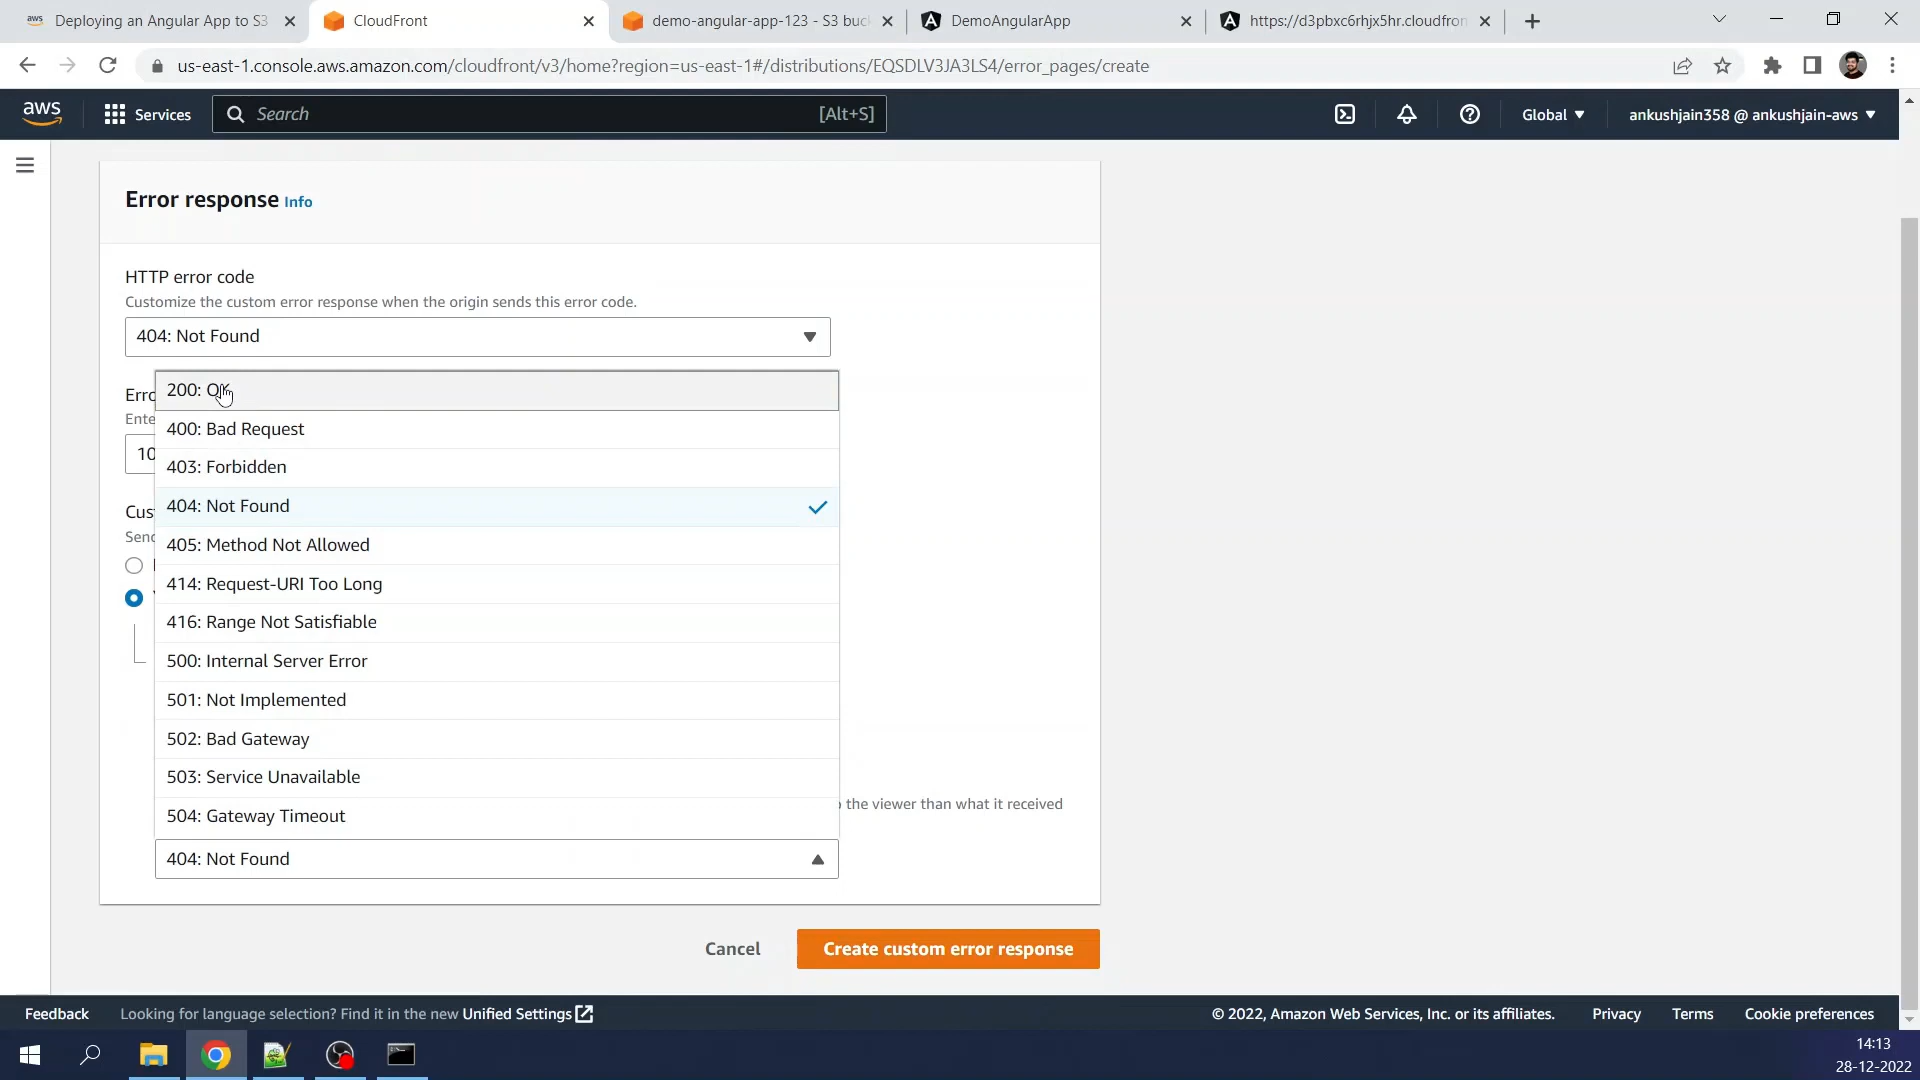 aws Deploying an Angular App to S3
CloudFront
demo-angular-app-123 - S3 buc
DemoAngularApp
https://d3pbxc6rhjx5hr.cloudfron
us-east-1.console.aws.amazon.com/cloudfront/v3/home?region=us-east-1#/distributions/EQSDLV3JA3LS4/error_pages/create
aws
Services
Search
[Alt+S]
Global
ankushjain358 @ ankushjain-aws
Error response Info
HTTP error code
Customize the custom error response when the origin sends this error code.
404: Not Found
Erro
200: OK
Ente
400: Bad Request
10
403: Forbidden
404: Not Found
Cus
Send
405: Method Not Allowed
414: Request-URI Too Long
416: Range Not Satisfiable
500: Internal Server Error
501: Not Implemented
502: Bad Gateway
503: Service Unavailable
the viewer than what it received
504: Gateway Timeout
404: Not Found
Cancel
Create custom error response
Feedback
Looking for language selection? Find it in the new Unified Settings
© 2022, Amazon Web Services, Inc. or its affiliates.
Privacy
Terms
Cookie preferences
14:13
28-12-2022